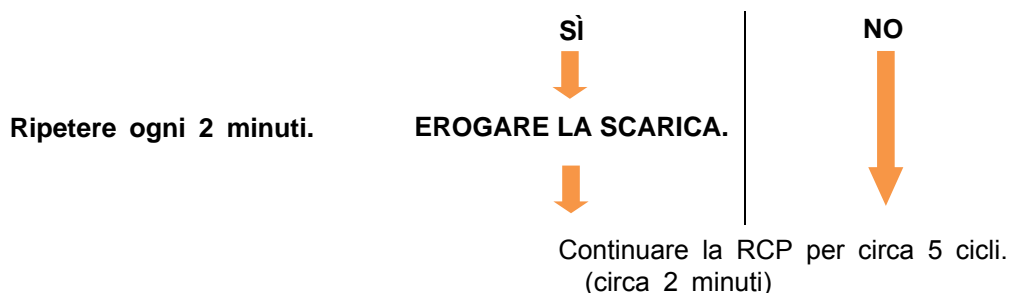 SÌ
NO
Ripetere ogni 2 minuti.
EROGARE LA SCARICA.
Continuare la RCP per circa 5 cicli.
(circa 2 minuti)